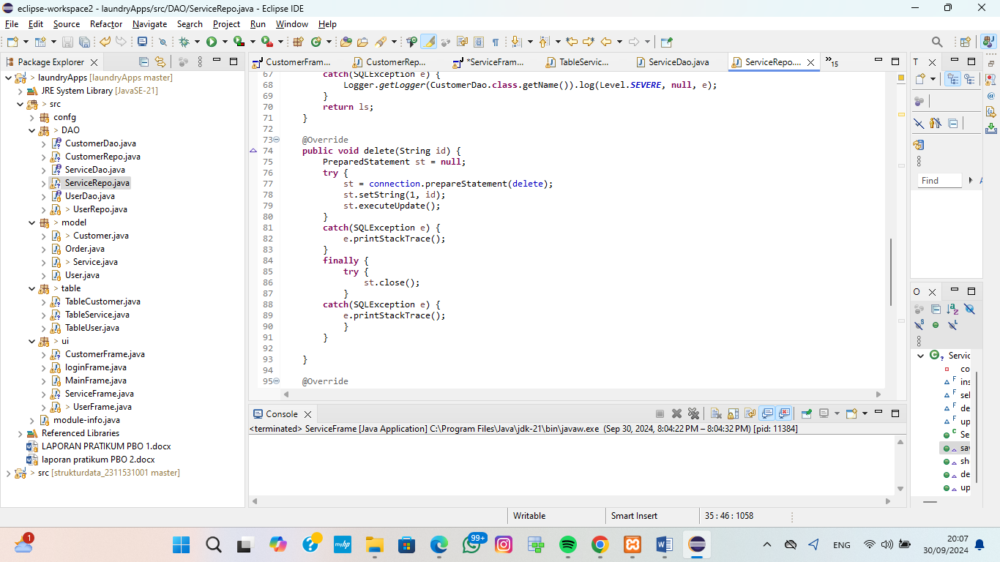 eclipse-workspace2 - laundryApps/src/DAO/ServiceRepo.java - Eclipse IDE
File Edit Source Refactor Navigate Search Project Run Window Help
Package Explorer
CustomerFram... CustomerRep... *ServiceFram... TableServic... ServiceDao.java ServiceRepo.... 15
T
> laundryApps [laundryApps master]
JRE System Library [JavaSE-21]
> src
confg
> DAO
CustomerDao.java
CustomerRepo.java
ServiceDao.java
ServiceRepo.java
UserDao.java
> UserRepo.java
> model
> Customer.java
Order.java
> Service.java
User.java
> table
TableCustomer.java
TableService.java
TableUser.java
> ui
CustomerFrame.java
loginFrame.java
MainFrame.java
ServiceFrame.java
> UserFrame.java
module-info.java
Referenced Libraries
LAPORAN PRATIKUM PBO 1.docx
laporan pratikum PBO 2.docx
> src [strukturdata_2311531001 master]
67 catch(SQLException e) {
68 Logger.getLogger(CustomerDao.class.getName()).log(Level.SEVERE, null, e);
69 }
70 return ls;
71 }
72
73 @Override
74 public void delete(String id) {
75 PreparedStatement st = null;
76 try {
77 st = connection.prepareStatement(delete);
78 st.setString(1, id);
79 st.executeUpdate();
80 }
81 catch(SQLException e) {
82 e.printStackTrace();
83 }
84 finally {
85 try {
86 st.close();
87 }
88 catch(SQLException e) {
89 e.printStackTrace();
90 }
91 }
92
93 }
94
95 @Override
Find
O
Servic
co
ins
sel
de
up
Se
sav
sh
de
up
Console
<terminated> ServiceFrame [Java Application] C:\Program Files\Java\jdk-21\bin\javaw.exe (Sep 30, 2024, 8:04:22 PM – 8:04:32 PM) [pid: 11384]
Writable Smart Insert 35 : 46 : 1058
1
myhp
99+
ENG
20:07
30/09/2024